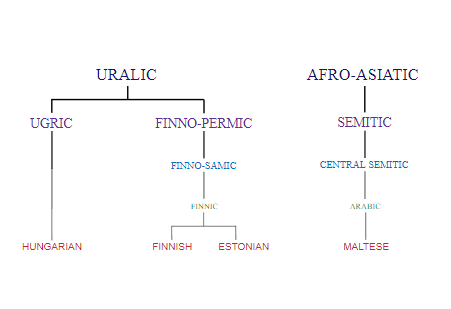 URALIC AFRO-ASIATIC
UGRIC FINNO-PERMIC SEMITIC
FINNO-SAMIC CENTRAL SEMITIC
FINNIC ARABIC
HUNGARIAN FINNISH ESTONIAN MALTESE